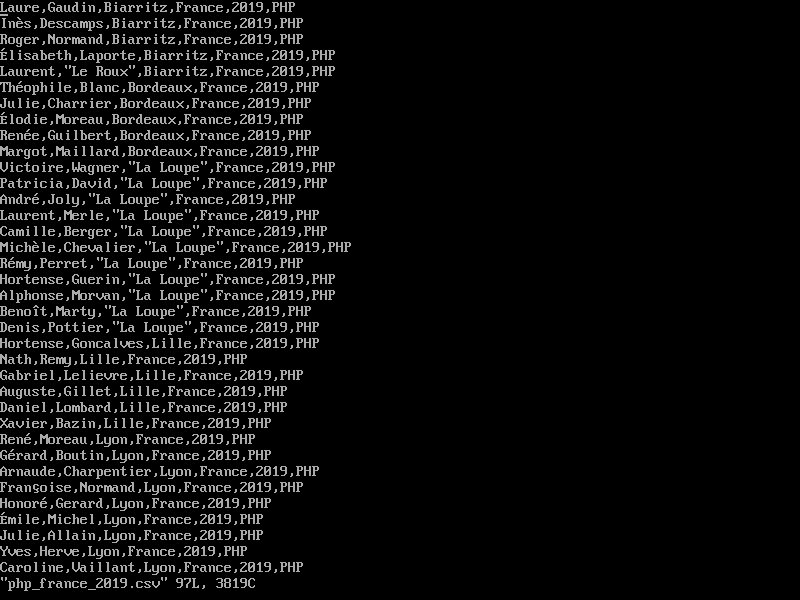 Laure,Gaudin,Biarritz,France,2019,PHP
Inès,Descamps,Biarritz,France,2019,PHP
Roger,Normand,Biarritz,France,2019,PHP
Élisabeth,Laporte,Biarritz,France,2019,PHP
Laurent,"Le Roux",Biarritz,France,2019,PHP
Théophile,Blanc,Bordeaux,France,2019,PHP
Julie,Charrier,Bordeaux,France,2019,PHP
Élodie,Moreau,Bordeaux,France,2019,PHP
Renée,Guilbert,Bordeaux,France,2019,PHP
Margot,Maillard,Bordeaux,France,2019,PHP
Victoire,Wagner,"La Loupe",France,2019,PHP
Patricia,David,"La Loupe",France,2019,PHP
André,Joly,"La Loupe",France,2019,PHP
Laurent,Merle,"La Loupe",France,2019,PHP
Camille,Berger,"La Loupe",France,2019,PHP
Michèle,Chevalier,"La Loupe",France,2019,PHP
Rémy,Perret,"La Loupe",France,2019,PHP
Hortense,Guerin,"La Loupe",France,2019,PHP
Alphonse,Morvan,"La Loupe",France,2019,PHP
Benoît,Marty,"La Loupe",France,2019,PHP
Denis,Pottier,"La Loupe",France,2019,PHP
Hortense,Goncalves,Lille,France,2019,PHP
Nath,Remy,Lille,France,2019,PHP
Gabriel,Lelievre,Lille,France,2019,PHP
Auguste,Gillet,Lille,France,2019,PHP
Daniel,Lombard,Lille,France,2019,PHP
Xavier,Bazin,Lille,France,2019,PHP
René,Moreau,Lyon,France,2019,PHP
Gérard,Boutin,Lyon,France,2019,PHP
Arnaude,Charpentier,Lyon,France,2019,PHP
Françoise,Normand,Lyon,France,2019,PHP
Honoré,Gerard,Lyon,France,2019,PHP
Émile,Michel,Lyon,France,2019,PHP
Julie,Allain,Lyon,France,2019,PHP
Yves,Herve,Lyon,France,2019,PHP
Caroline,Vaillant,Lyon,France,2019,PHP
"php_france_2019.csv" 97L, 3819C